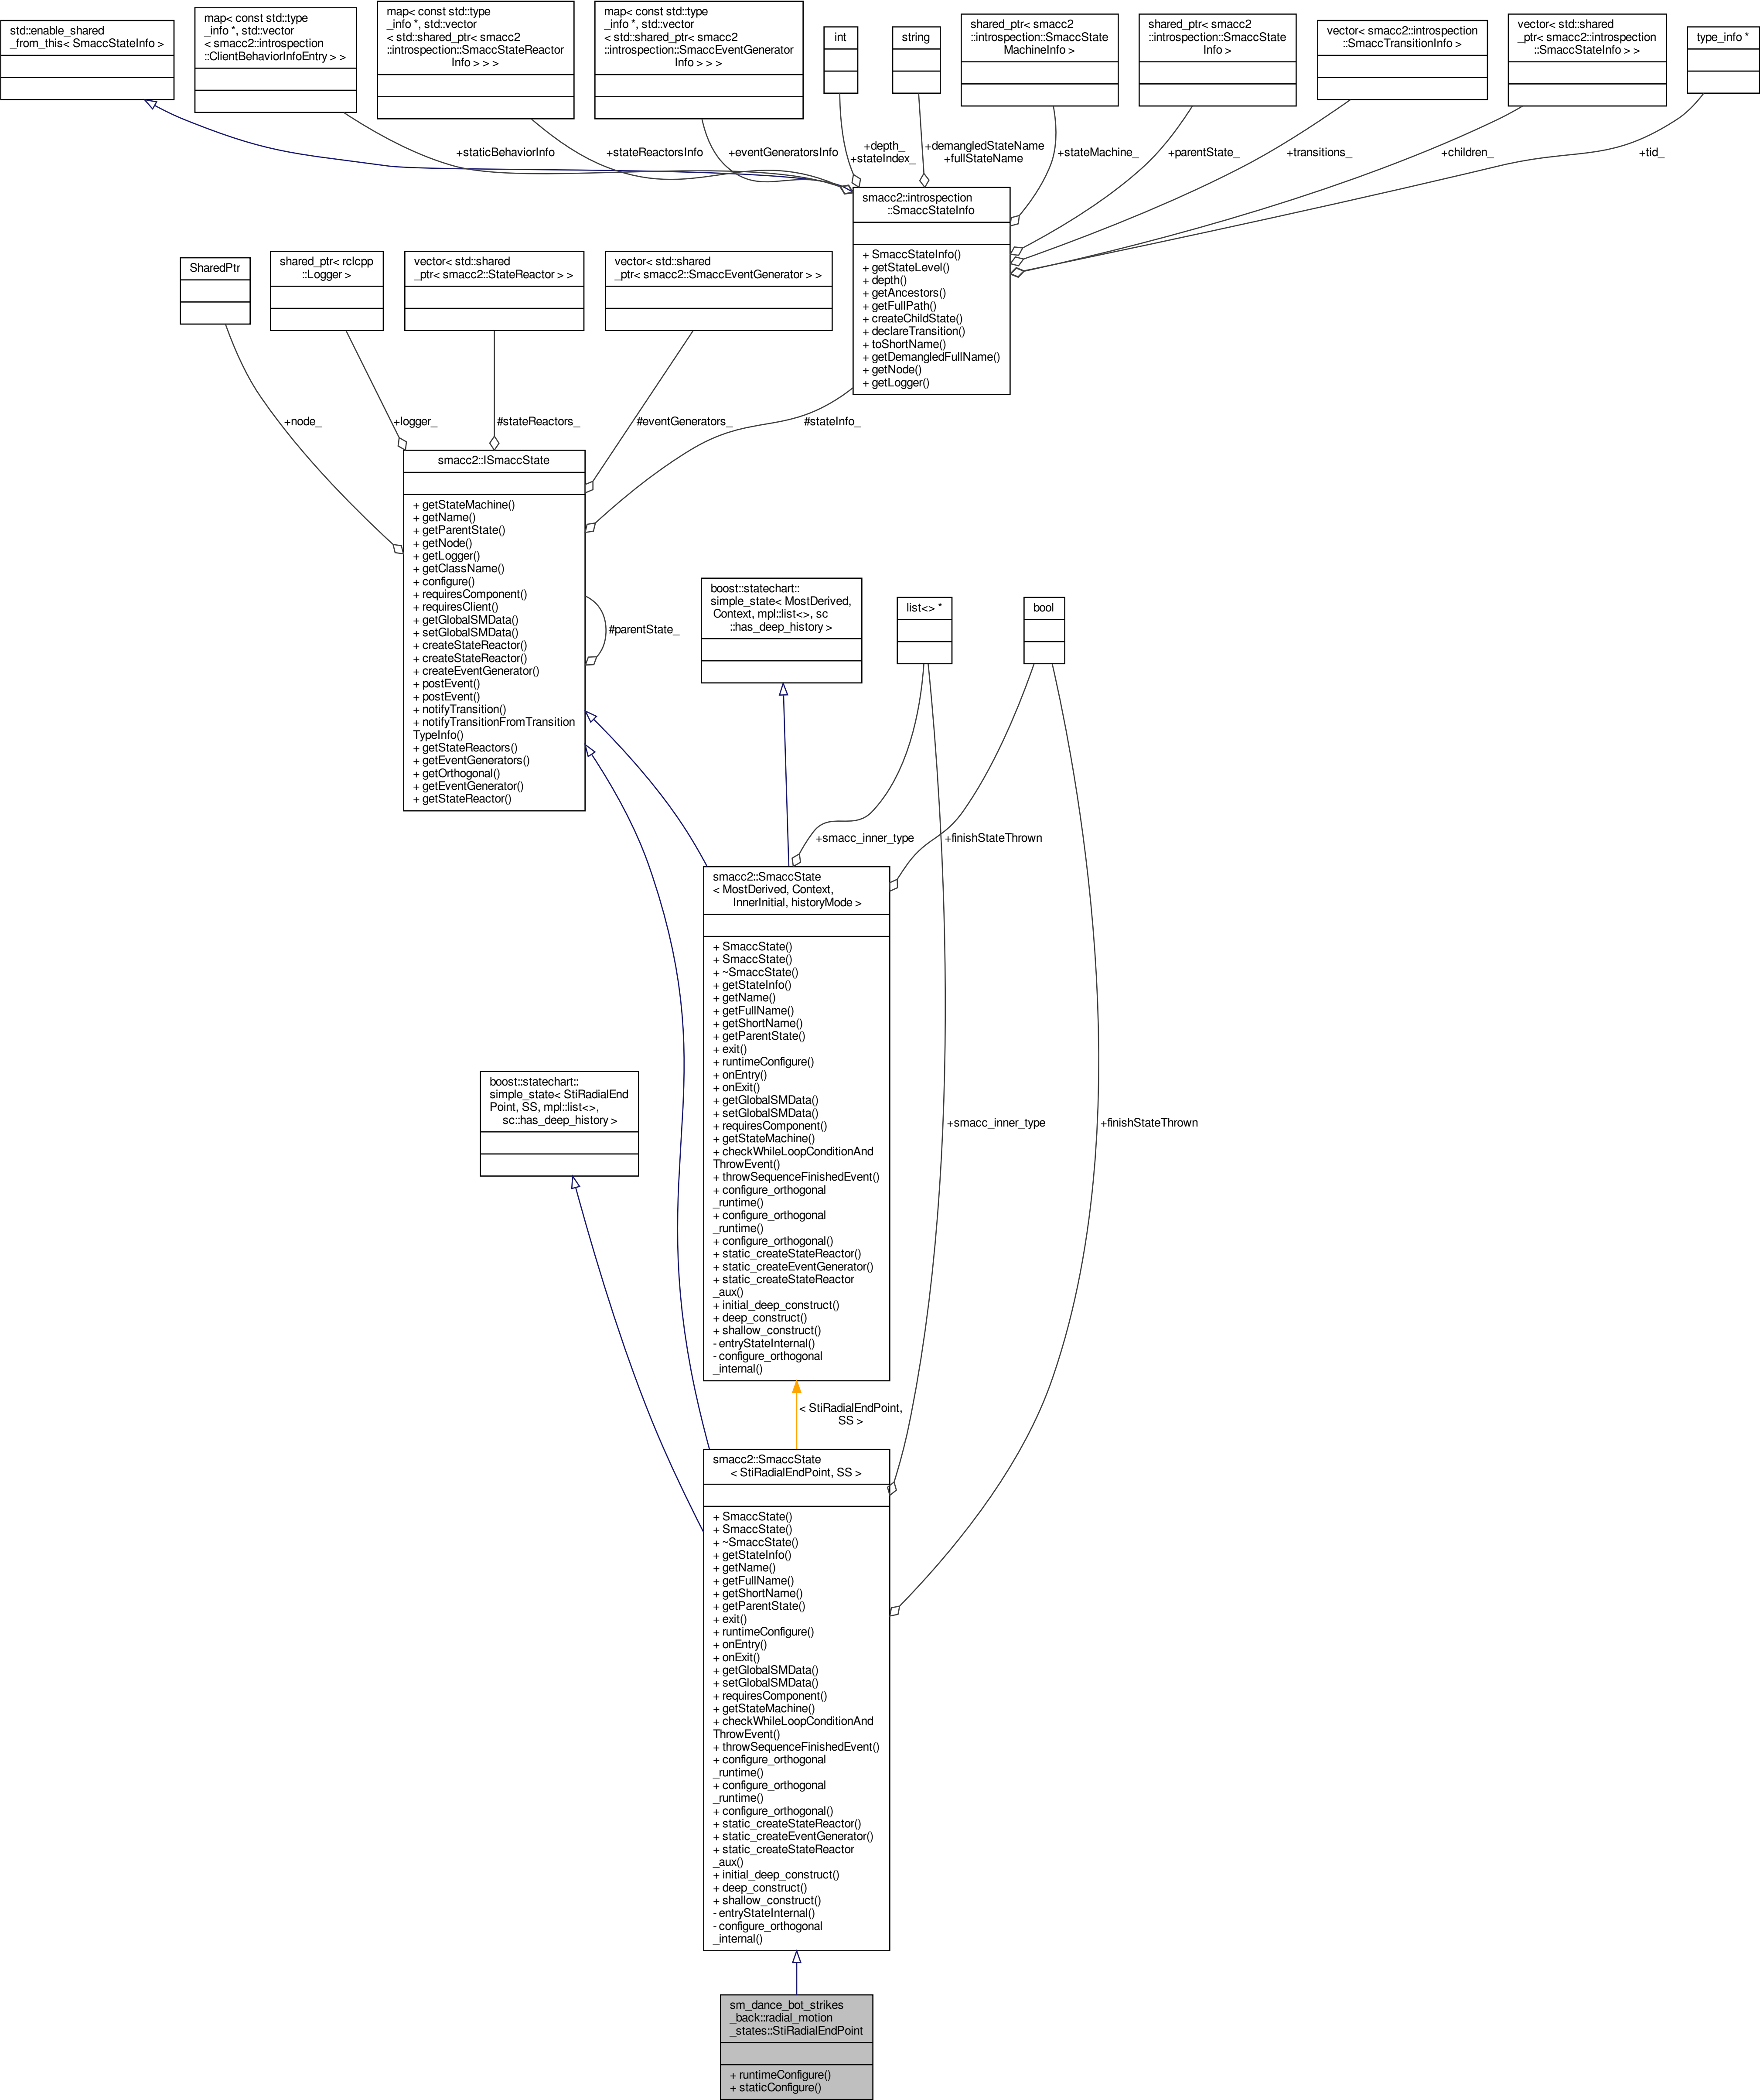 std::enable_shared
_from_this< SmaccStateInfo >
map< const std::type
_info *, std::vector
< smacc2::introspection
::ClientBehaviorInfoEntry > >
map< const std::type
_info *, std::vector
< std::shared_ptr< smacc2
::introspection::SmaccStateReactor
Info > > >
map< const std::type
_info *, std::vector
< std::shared_ptr< smacc2
::introspection::SmaccEventGenerator
Info > > >
int
string
shared_ptr< smacc2
::introspection::SmaccState
MachineInfo >
shared_ptr< smacc2
::introspection::SmaccState
Info >
vector< smacc2::introspection
::SmaccTransitionInfo >
vector< std::shared
_ptr< smacc2::introspection
::SmaccStateInfo > >
type_info *
+staticBehaviorInfo
+stateReactorsInfo
+eventGeneratorsInfo
+depth_
+stateIndex_
+demangledStateName
+fullStateName
+stateMachine_
+parentState_
+transitions_
+children_
+tid_
smacc2::introspection
::SmaccStateInfo
+ SmaccStateInfo()
+ getStateLevel()
+ depth()
+ getAncestors()
+ getFullPath()
+ createChildState()
+ declareTransition()
+ toShortName()
+ getDemangledFullName()
+ getNode()
+ getLogger()
SharedPtr
shared_ptr< rclcpp
::Logger >
vector< std::shared
_ptr< smacc2::StateReactor > >
vector< std::shared
_ptr< smacc2::SmaccEventGenerator > >
+node_
+logger_
#stateReactors_
#eventGenerators_
#stateInfo_
smacc2::ISmaccState
+ getStateMachine()
+ getName()
+ getParentState()
+ getNode()
+ getLogger()
+ getClassName()
+ configure()
+ requiresComponent()
+ requiresClient()
+ getGlobalSMData()
+ setGlobalSMData()
+ createStateReactor()
+ createStateReactor()
+ createEventGenerator()
+ postEvent()
+ postEvent()
+ notifyTransition()
+ notifyTransitionFromTransition
TypeInfo()
+ getStateReactors()
+ getEventGenerators()
+ getOrthogonal()
+ getEventGenerator()
+ getStateReactor()
#parentState_
boost::statechart::
simple_state< MostDerived,
Context, mpl::list<>, sc
::has_deep_history >
list<> *
bool
+smacc_inner_type
+finishStateThrown
smacc2::SmaccState
< MostDerived, Context,
InnerInitial, historyMode >
+ SmaccState()
+ SmaccState()
+ ~SmaccState()
+ getStateInfo()
+ getName()
+ getFullName()
+ getShortName()
+ getParentState()
+ exit()
+ runtimeConfigure()
+ onEntry()
+ onExit()
+ getGlobalSMData()
+ setGlobalSMData()
+ requiresComponent()
+ getStateMachine()
+ checkWhileLoopConditionAnd
ThrowEvent()
+ throwSequenceFinishedEvent()
+ configure_orthogonal
_runtime()
+ configure_orthogonal
_runtime()
+ configure_orthogonal()
+ static_createStateReactor()
+ static_createEventGenerator()
+ static_createStateReactor
_aux()
+ initial_deep_construct()
+ deep_construct()
+ shallow_construct()
- entryStateInternal()
- configure_orthogonal
_internal()
boost::statechart::
simple_state< StiRadialEnd
Point, SS, mpl::list<>,
sc::has_deep_history >
+smacc_inner_type
+finishStateThrown
< StiRadialEndPoint,
SS >
smacc2::SmaccState
< StiRadialEndPoint, SS >
+ SmaccState()
+ SmaccState()
+ ~SmaccState()
+ getStateInfo()
+ getName()
+ getFullName()
+ getShortName()
+ getParentState()
+ exit()
+ runtimeConfigure()
+ onEntry()
+ onExit()
+ getGlobalSMData()
+ setGlobalSMData()
+ requiresComponent()
+ getStateMachine()
+ checkWhileLoopConditionAnd
ThrowEvent()
+ throwSequenceFinishedEvent()
+ configure_orthogonal
_runtime()
+ configure_orthogonal
_runtime()
+ configure_orthogonal()
+ static_createStateReactor()
+ static_createEventGenerator()
+ static_createStateReactor
_aux()
+ initial_deep_construct()
+ deep_construct()
+ shallow_construct()
- entryStateInternal()
- configure_orthogonal
_internal()
sm_dance_bot_strikes
_back::radial_motion
_states::StiRadialEndPoint
+ runtimeConfigure()
+ staticConfigure()